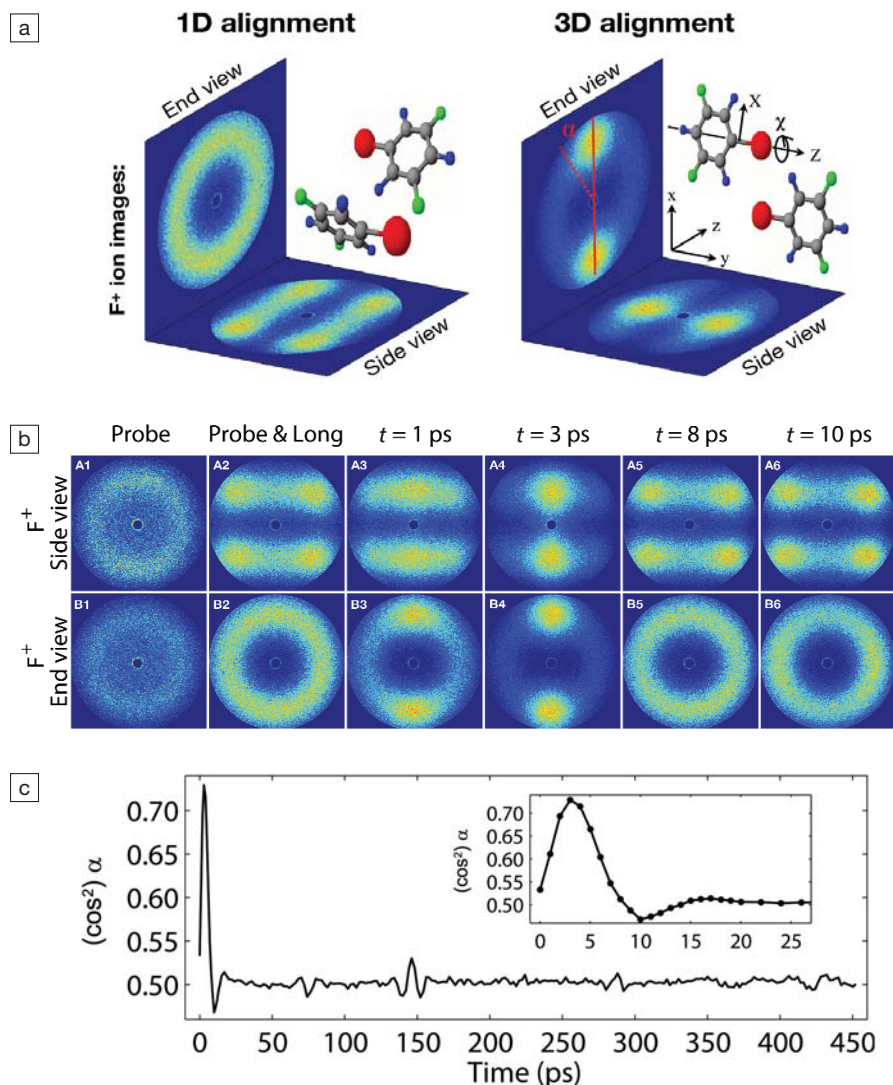 a
1D alignment
3D alignment
End view
End view
F+ ion images:
α
X
χ
Z
x
z
y
Side view
Side view
b
Probe
Probe & Long
t = 1 ps
t = 3 ps
t = 8 ps
t = 10 ps
F+
Side view
A1
A2
A3
A4
A5
A6
F+
End view
B1
B2
B3
B4
B5
B6
c
⟨cos²⟩ α
0.70
0.65
0.60
0.55
0.50
0 50 100 150 200 250 300 350 400 450
Time (ps)
(cos²) α
0.70
0.65
0.60
0.55
0.50
0 5 10 15 20 25